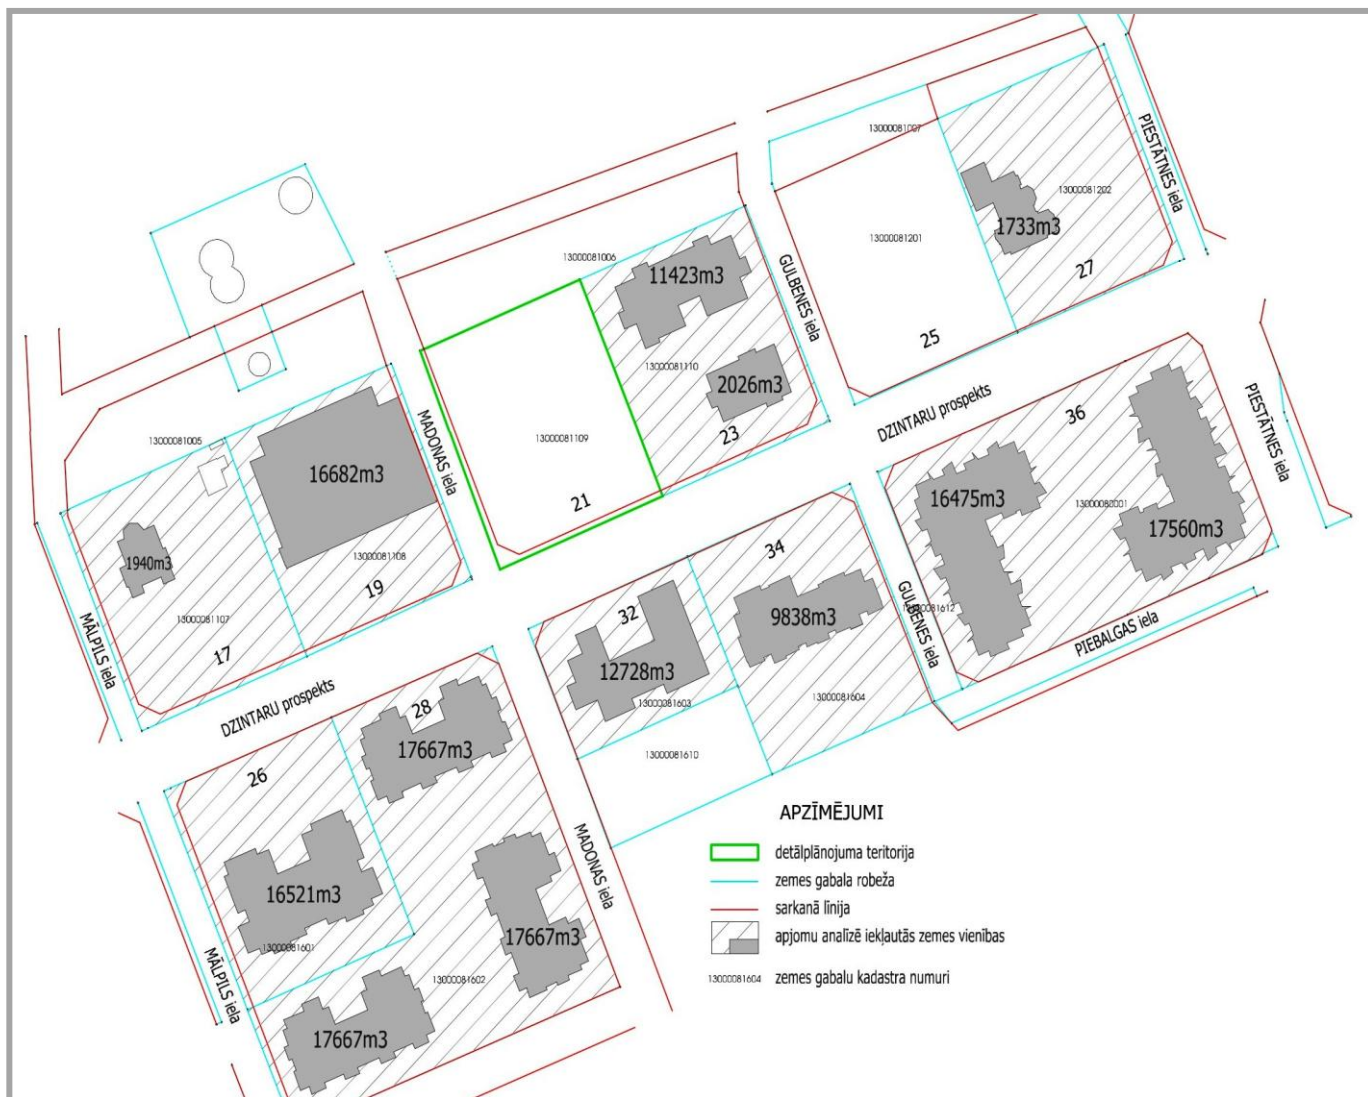 PIESTĀTNES iela
13000081007
13000081202
1733m3
13000081201
27
25
13000081006
11423m3
GULBENES iela
13000081110
2026m3
23
13000081109
21
MADONAS iela
13000081005
16682m3
13000081108
19
1940m3
13000081107
17
MĀLPILS iela
DZINTARU prospekts
DZINTARU prospekts
36
16475m3
13000080001
17560m3
PIESTĀTNES iela
PIEBALGAS iela
GULBENES iela
34
9838m3
13000081604
32
12728m3
13000081603
13000081610
28
17667m3
26
16521m3
13000081601
MADONAS iela
17667m3
13000081602
17667m3
MĀLPILS iela
APZĪMĒJUMI
detālplānojuma teritorija
zemes gabala robeža
sarkanā līnija
apjomu analīzē iekļautās zemes vienības
13000081604 zemes gabalu kadastra numuri